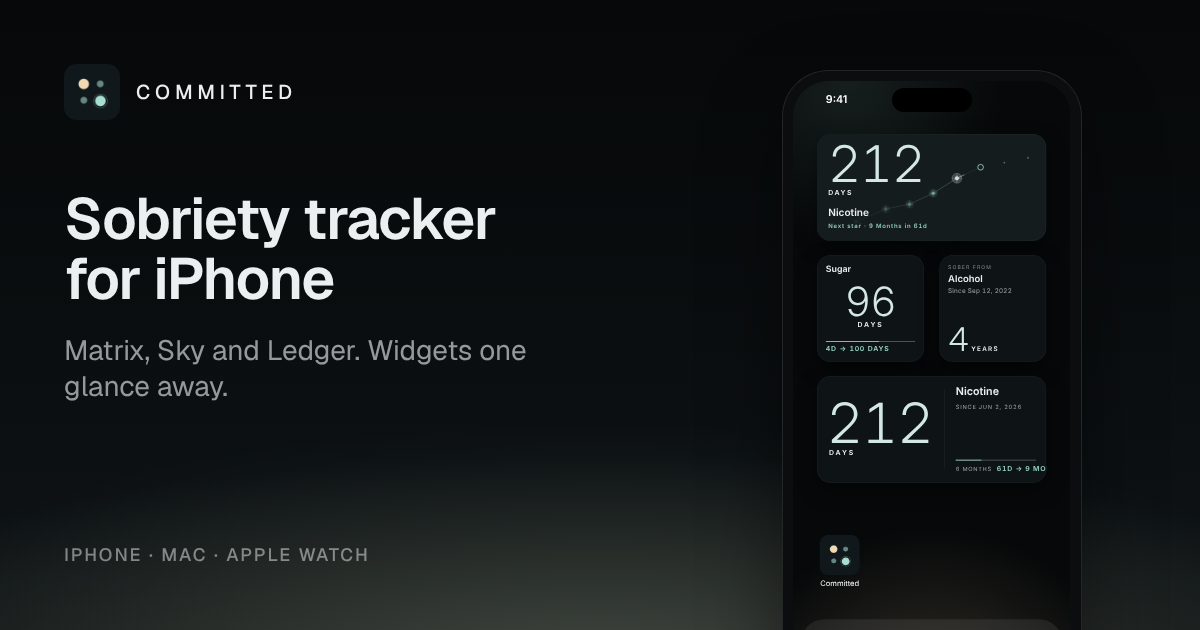 COMMITTED
Sobriety tracker
for iPhone
Matrix, Sky and Ledger. Widgets one
glance away.
IPHONE · MAC · APPLE WATCH
9:41
212
DAYS
Nicotine
Next star · 9 Months in 61d
Sugar
96
DAYS
4D → 100 DAYS
SOBER FROM
Alcohol
Since Sep 12, 2022
4 YEARS
212
DAYS
Nicotine
SINCE JUN 2, 2026
6 MONTHS 61D → 9 MO
Committed